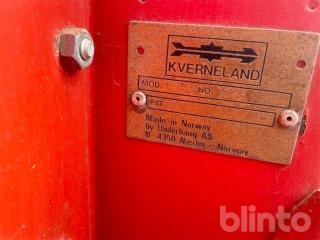 KVERNELAND
MOD. NO.
PAT.
Made in Norway
by Underhaug AS
N-4350 Nærbø - Norway
blinto